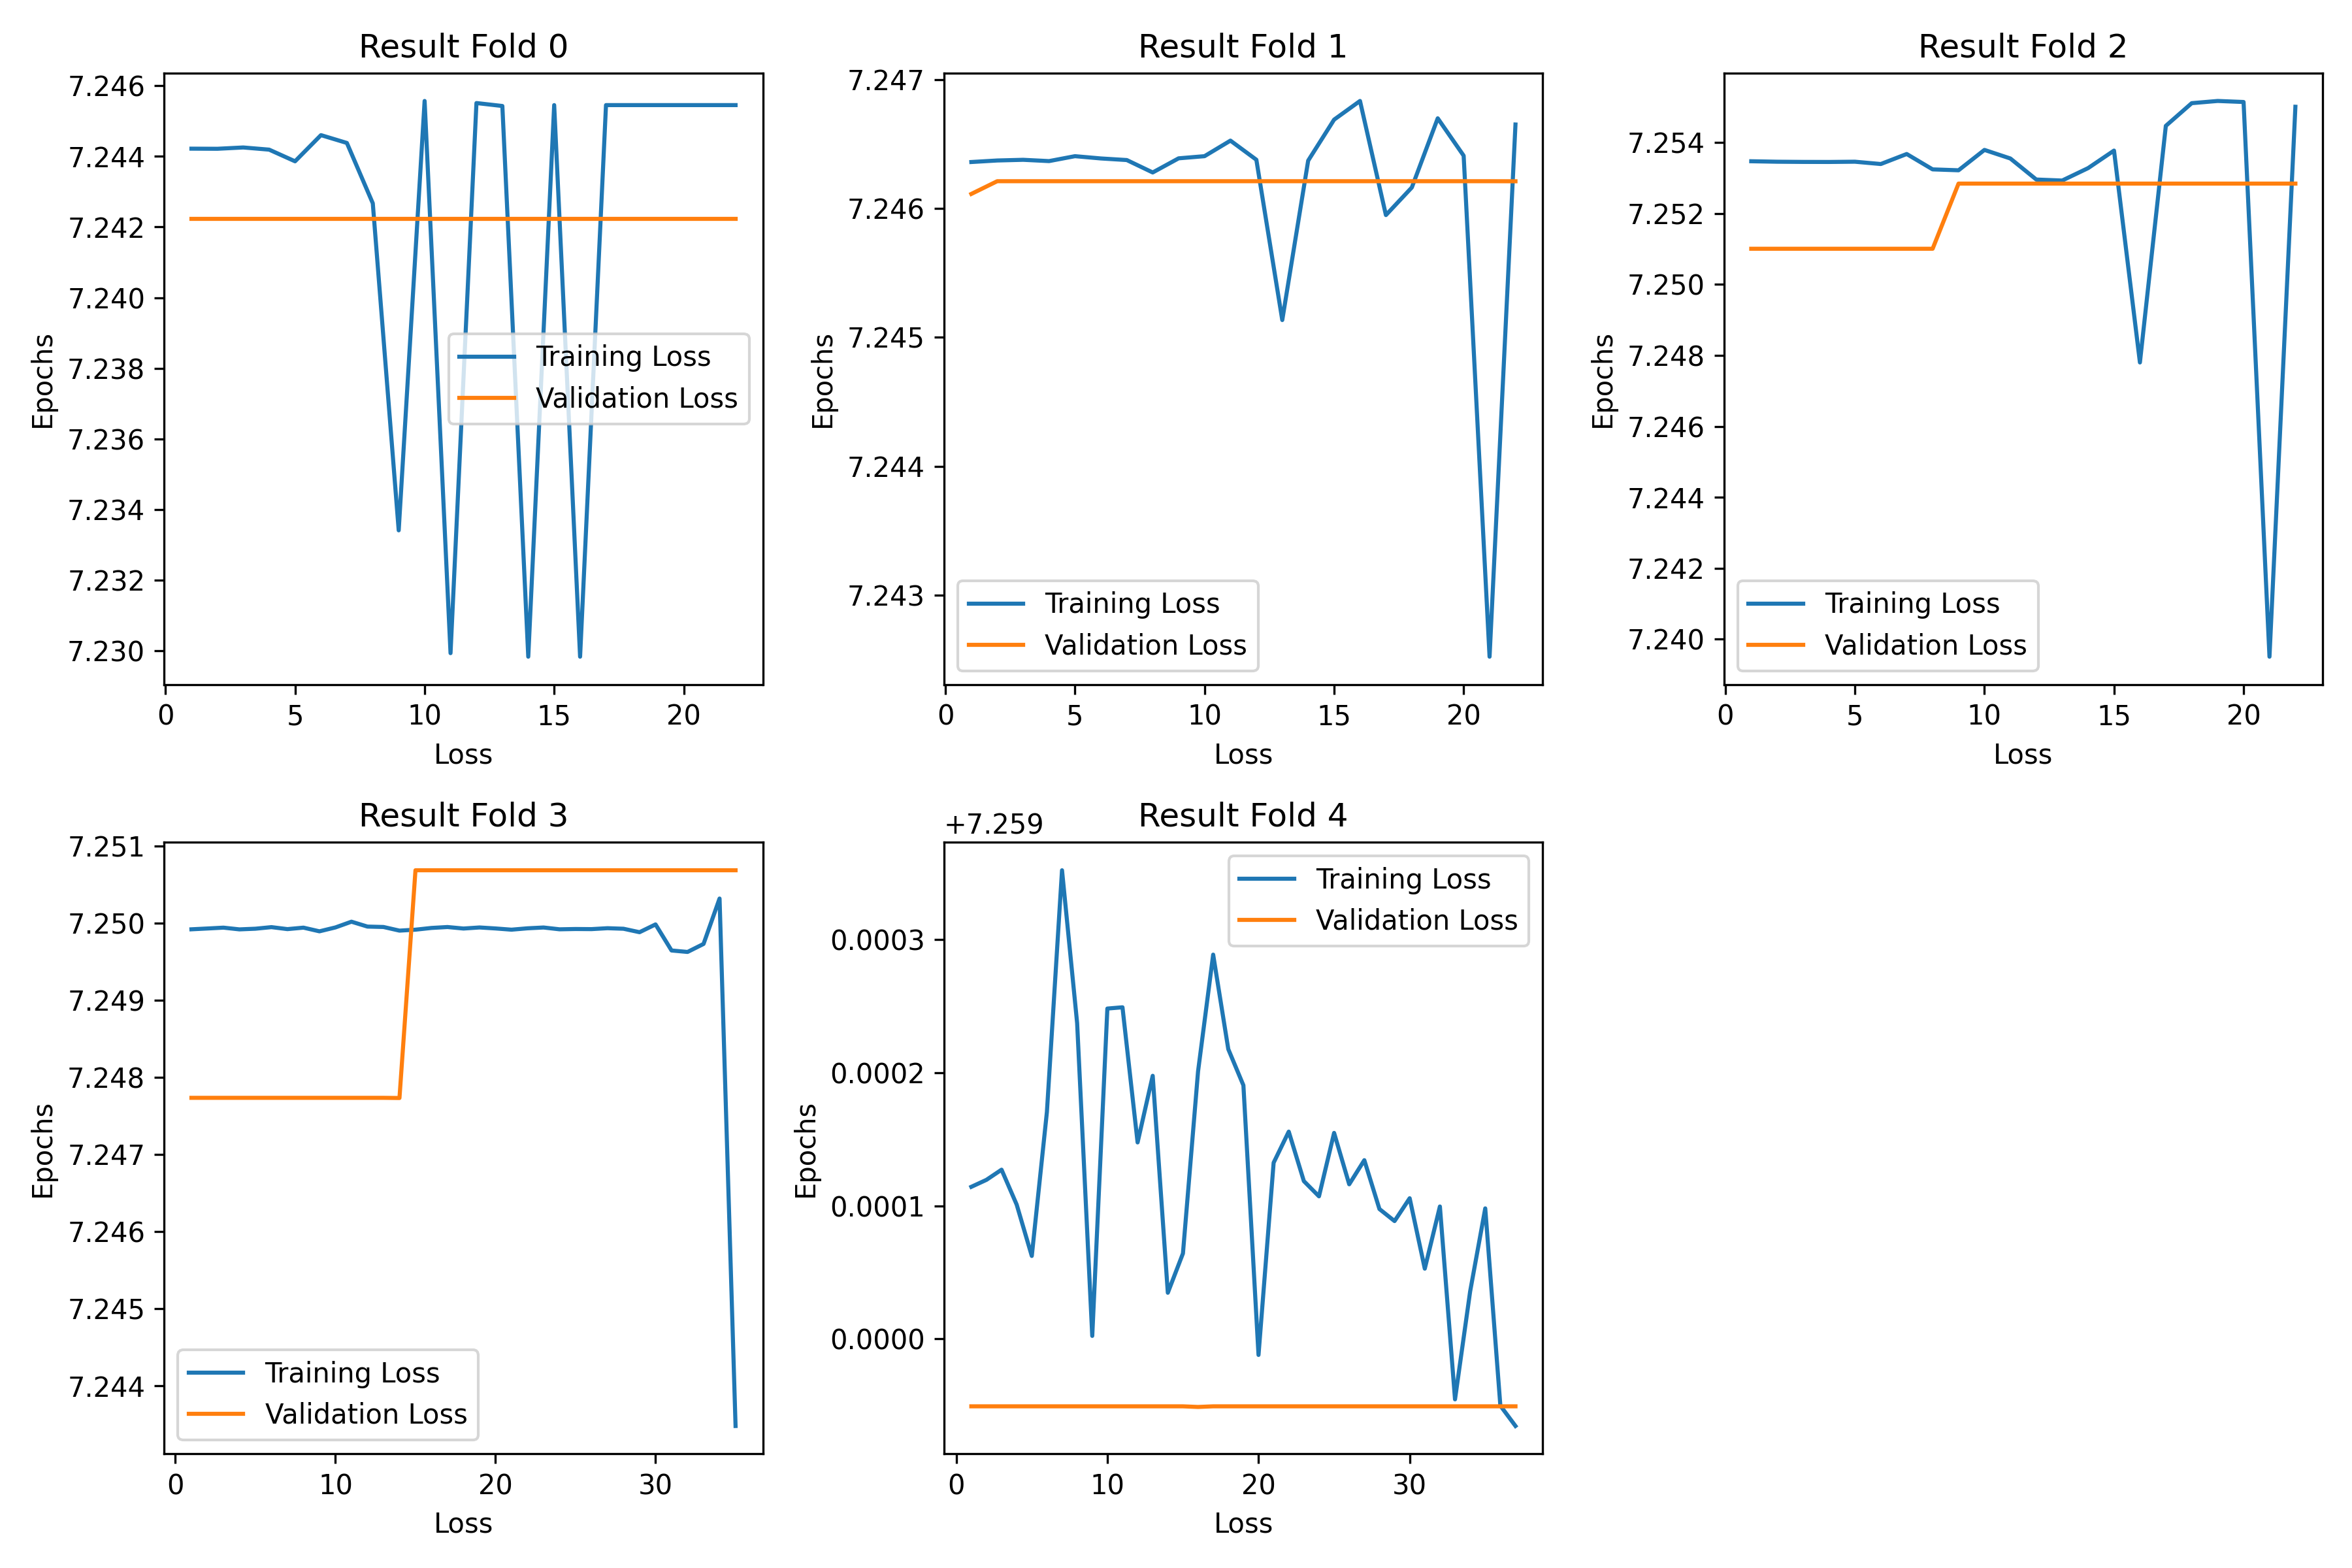 Result Fold 0
7.246
7.244
7.242
7.240
7.238
7.236
7.234
7.232
7.230
Epochs
Training Loss
Validation Loss
0 5 10 15 20
Loss
Result Fold 1
7.247
7.246
7.245
7.244
7.243
Epochs
Training Loss
Validation Loss
0 5 10 15 20
Loss
Result Fold 2
7.254
7.252
7.250
7.248
7.246
7.244
7.242
7.240
Epochs
Training Loss
Validation Loss
0 5 10 15 20
Loss
Result Fold 3
7.251
7.250
7.249
7.248
7.247
7.246
7.245
7.244
Epochs
Training Loss
Validation Loss
0 10 20 30
Loss
+7.259
Result Fold 4
0.0003
0.0002
0.0001
0.0000
Epochs
Training Loss
Validation Loss
0 10 20 30
Loss